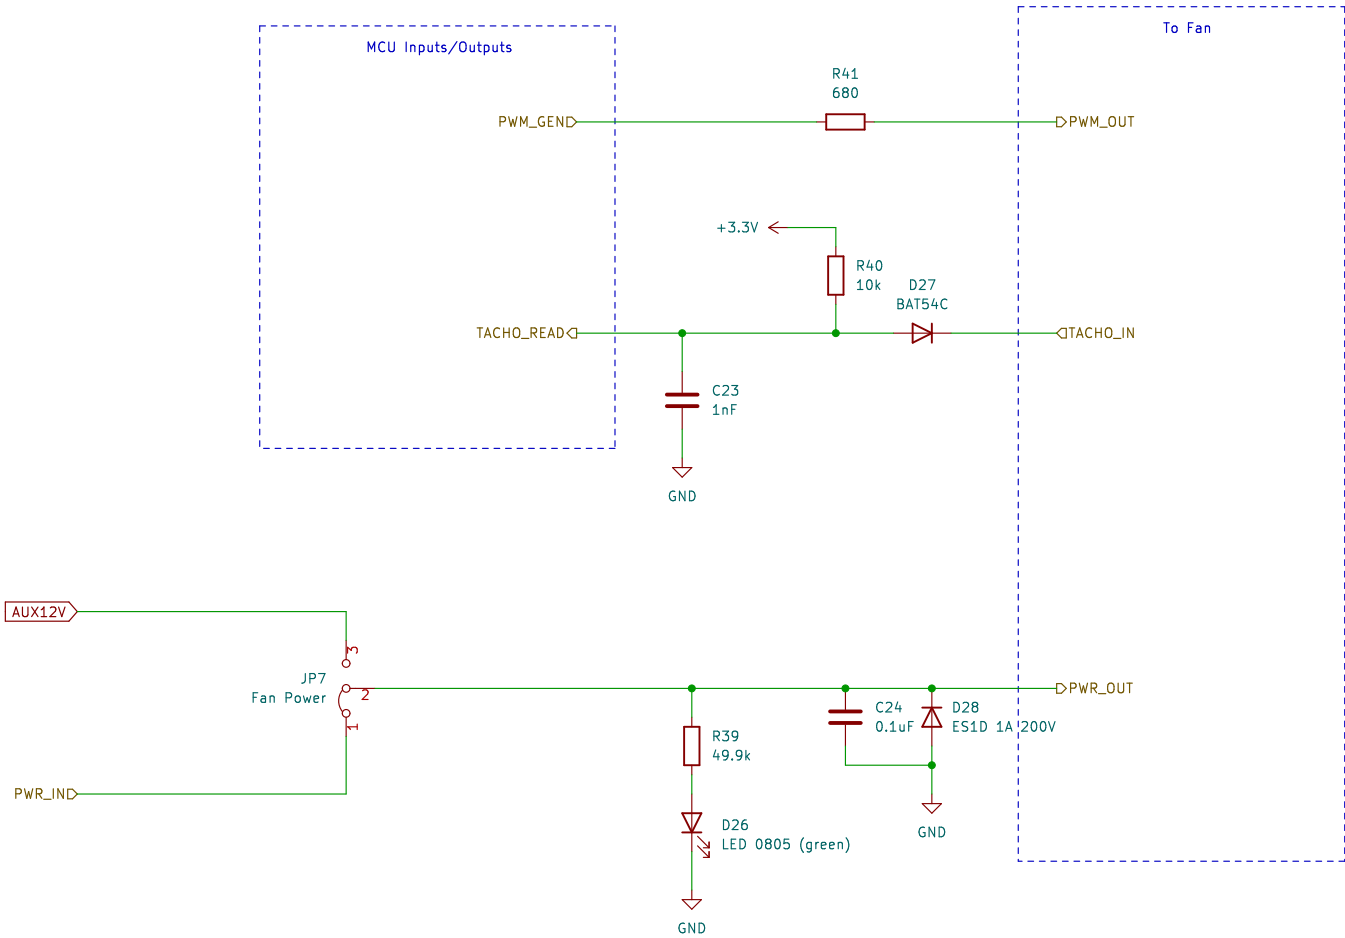 To Fan
MCU Inputs/Outputs
R41
680
PWM_GEN
PWM_OUT
+3.3V
R40
10k
D27
BAT54C
TACHO_READ
TACHO_IN
C23
1nF
GND
AUX12V
3
JP7
Fan Power
2
1
PWR_OUT
C24
0.1uF
D28
ES1D 1A 200V
R39
49.9k
PWR_IN
D26
LED 0805 (green)
GND
GND